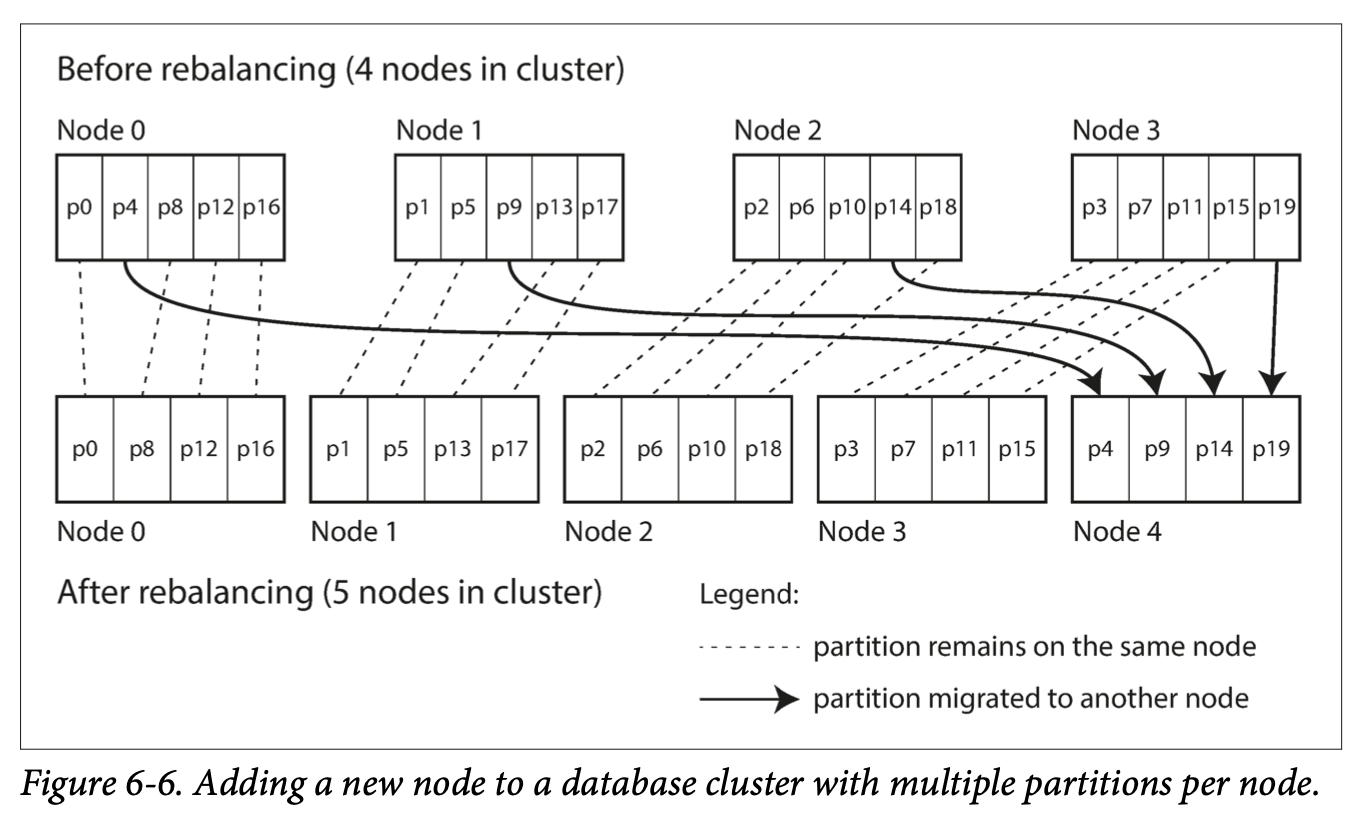 Before rebalancing (4 nodes in cluster)
Node 0 Node 1 Node 2 Node 3
p0 p4 p8 p12 p16 p1 p5 p9 p13 p17 p2 p6 p10 p14 p18 p3 p7 p11 p15 p19
p0 p8 p12 p16 p1 p5 p13 p17 p2 p6 p10 p18 p3 p7 p11 p15 p4 p9 p14 p19
Node 0 Node 1 Node 2 Node 3 Node 4
After rebalancing (5 nodes in cluster)
Legend:
partition remains on the same node
partition migrated to another node
Figure 6-6. Adding a new node to a database cluster with multiple partitions per node.